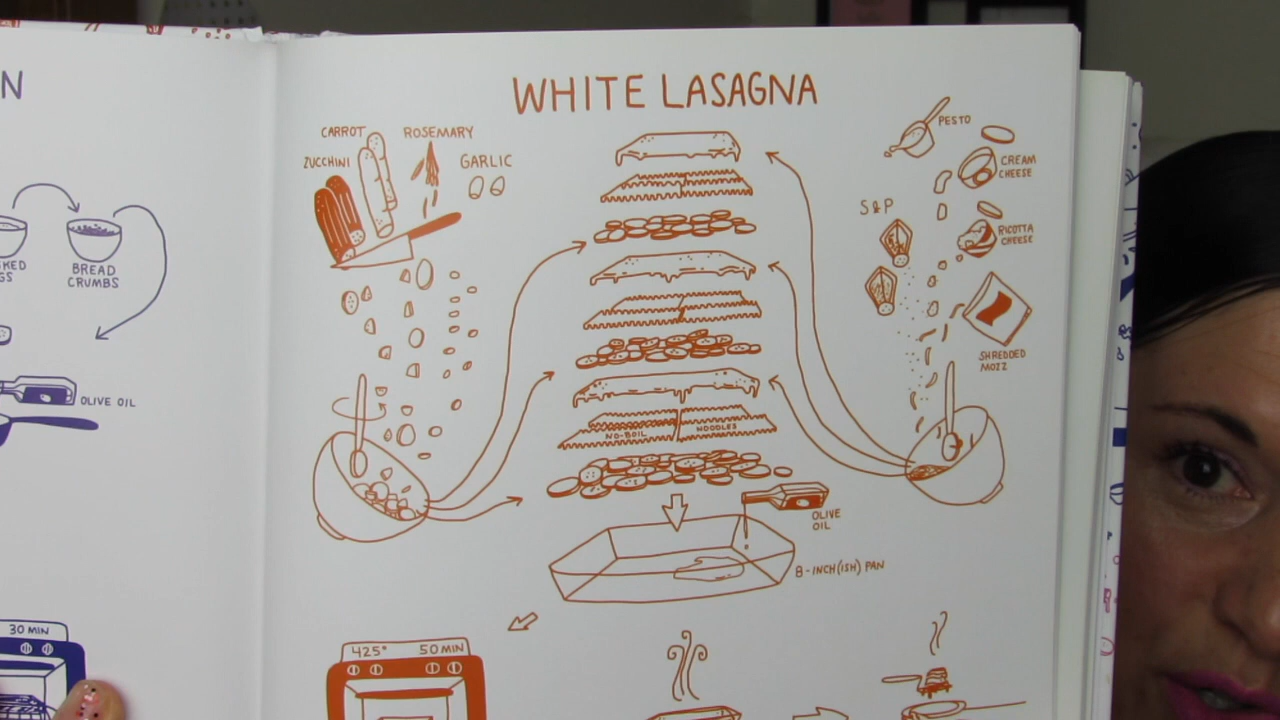 N
KED
GS
BREAD
CRUMBS
OLIVE OIL
30 MIN
WHITE LASAGNA
CARROT
ROSEMARY
ZUCCHINI
GARLIC
PESTO
CREAM
CHEESE
S&P
RICOTTA
CHEESE
SHREDDED
MOZZ
NO-BOIL NOODLES
OLIVE
OIL
8-INCH(ISH) PAN
425° 50 MIN